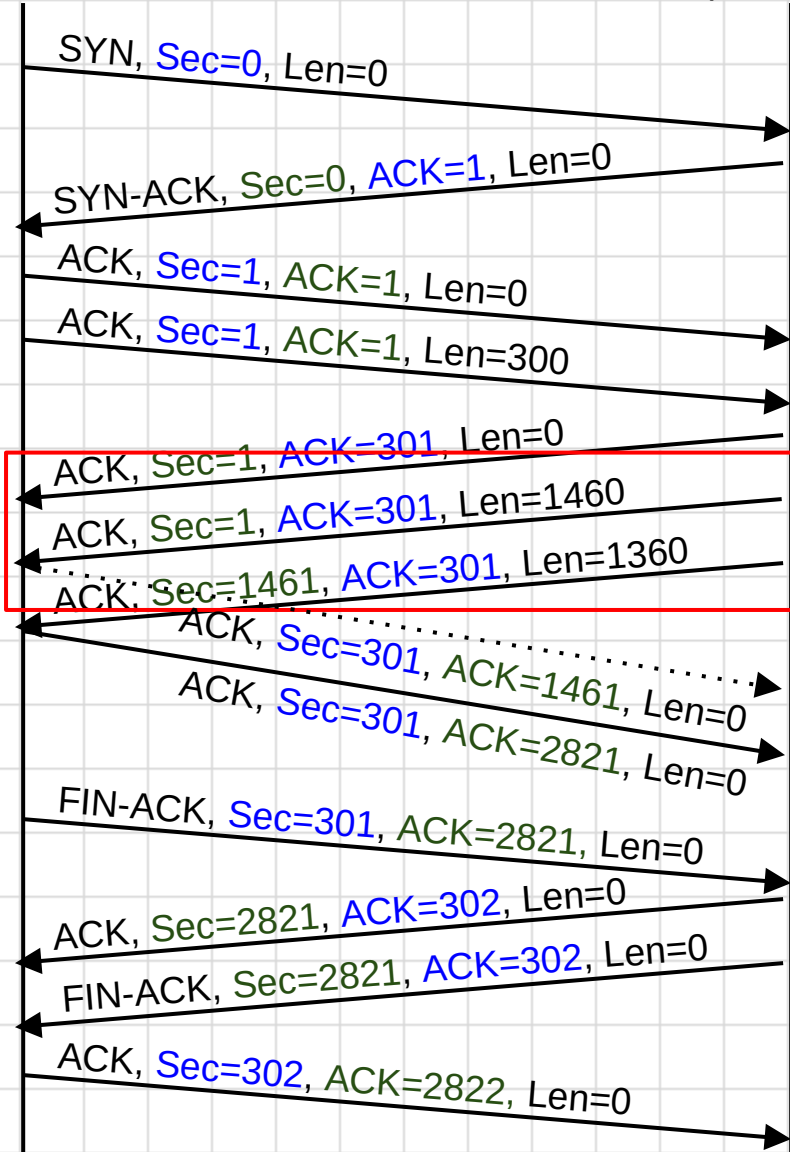 SYN, Sec=0, Len=0
SYN-ACK, Sec=0, ACK=1, Len=0
ACK, Sec=1, ACK=1, Len=0
ACK, Sec=1, ACK=1, Len=300
ACK, Sec=1, ACK=301, Len=0
ACK, Sec=1, ACK=301, Len=1460
ACK, Sec=1461, ACK=301, Len=1360
ACK, Sec=301, ACK=1461, Len=0
ACK, Sec=301, ACK=2821, Len=0
FIN-ACK, Sec=301, ACK=2821, Len=0
ACK, Sec=2821, ACK=302, Len=0
FIN-ACK, Sec=2821, ACK=302, Len=0
ACK, Sec=302, ACK=2822, Len=0